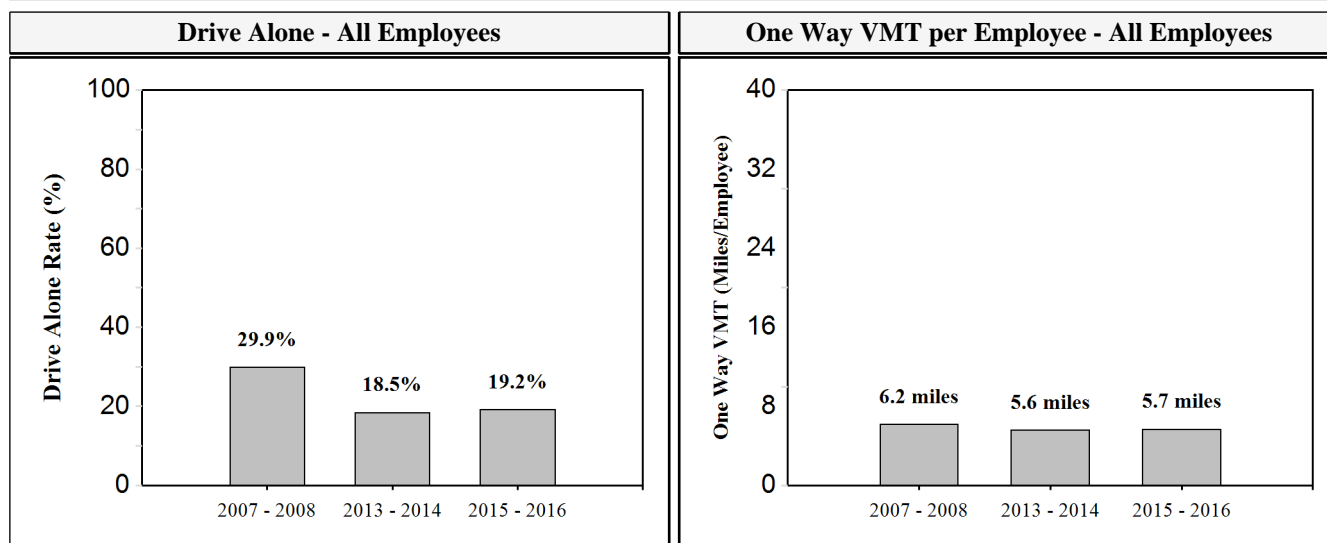 Drive Alone - All Employees
One Way VMT per Employee - All Employees
Drive Alone Rate (%)
100
80
60
40
20
0
29.9%
18.5%
19.2%
2007 - 2008
2013 - 2014
2015 - 2016
One Way VMT (Miles/Employee)
40
32
24
16
8
0
6.2 miles
5.6 miles
5.7 miles
2007 - 2008
2013 - 2014
2015 - 2016